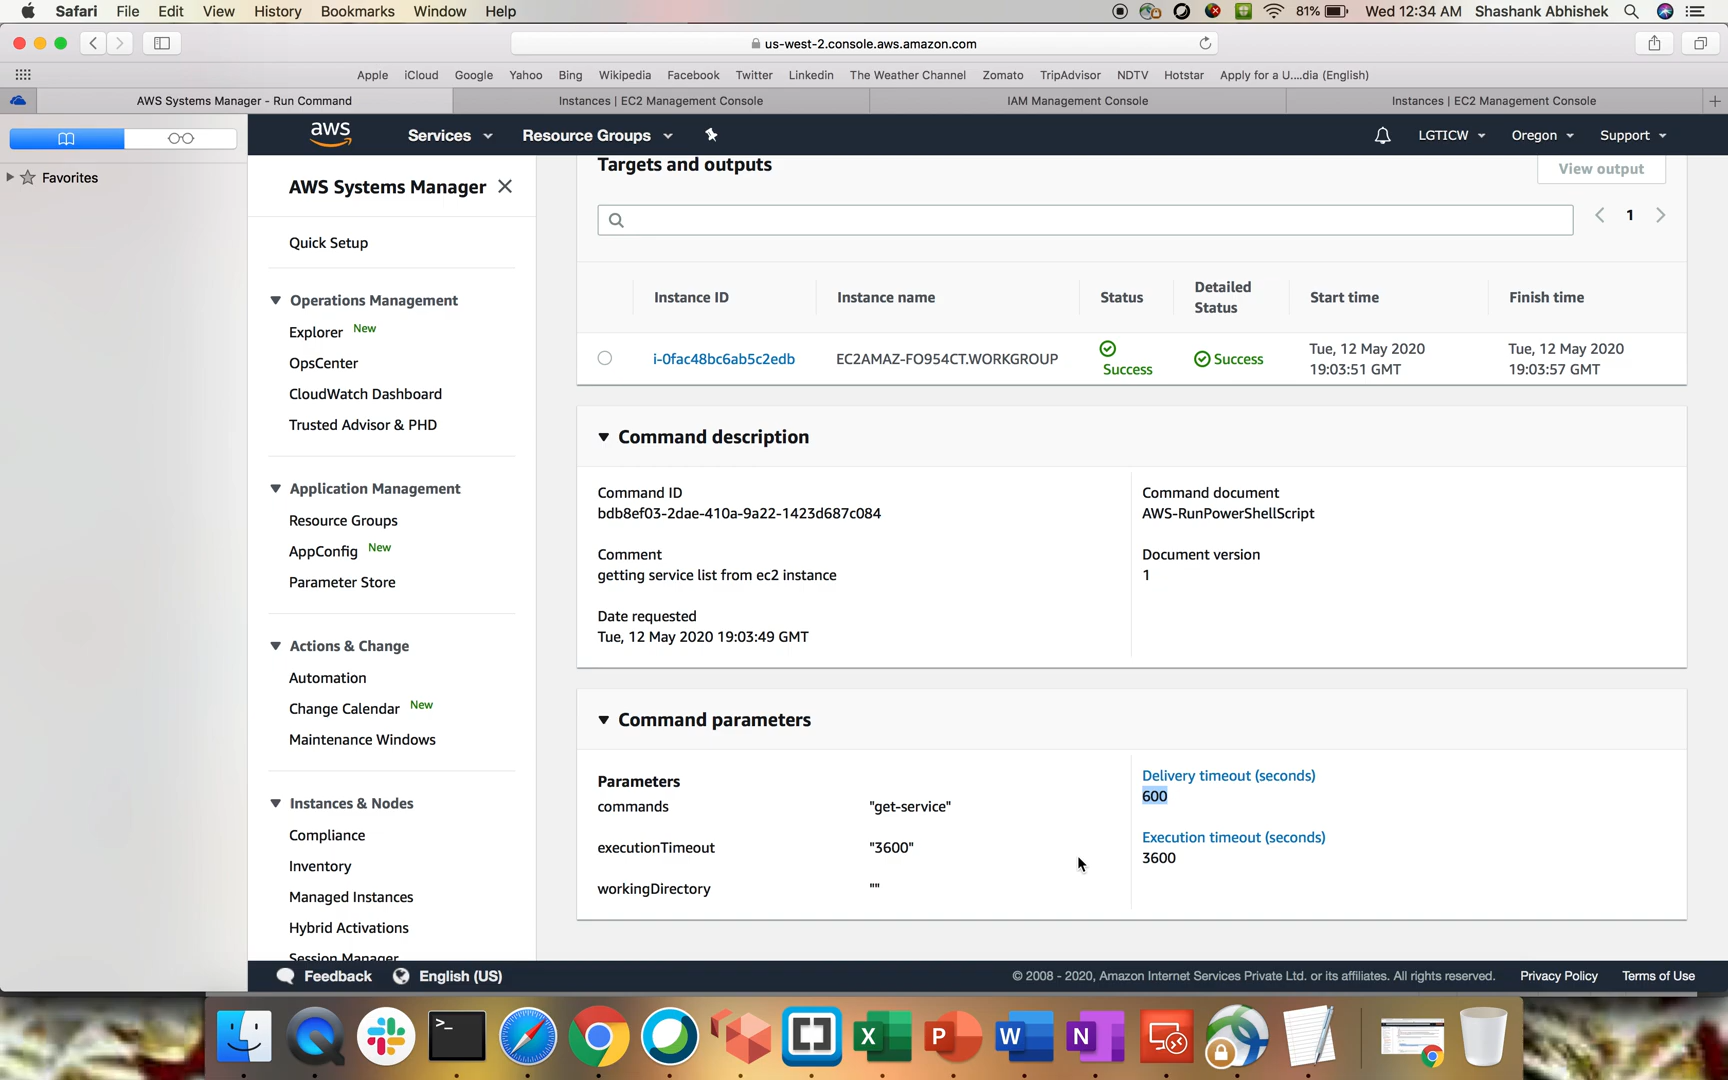 Safari File Edit View History Bookmarks Window Help 81% Wed 12:34 AM Shashank Abhishek
us-west-2.console.aws.amazon.com
Apple iCloud Google Yahoo Bing Wikipedia Facebook Twitter Linkedin The Weather Channel Zomato TripAdvisor NDTV Hotstar Apply for a U....dia (English)
AWS Systems Manager - Run Command Instances | EC2 Management Console IAM Management Console Instances | EC2 Management Console
aws Services Resource Groups LGTICW Oregon Support
Favorites
AWS Systems Manager
Quick Setup
Operations Management
Explorer New
OpsCenter
CloudWatch Dashboard
Trusted Advisor & PHD
Application Management
Resource Groups
AppConfig New
Parameter Store
Actions & Change
Automation
Change Calendar New
Maintenance Windows
Instances & Nodes
Compliance
Inventory
Managed Instances
Hybrid Activations
Session Manager
Targets and outputs View output
1
Instance ID Instance name Status Detailed Status Start time Finish time
i-0fac48bc6ab5c2edb EC2AMAZ-FO954CT.WORKGROUP Success Success Tue, 12 May 2020 19:03:51 GMT Tue, 12 May 2020 19:03:57 GMT
Command description
Command ID
bdb8ef03-2dae-410a-9a22-1423d687c084
Command document
AWS-RunPowerShellScript
Comment
getting service list from ec2 instance
Document version
1
Date requested
Tue, 12 May 2020 19:03:49 GMT
Command parameters
Parameters
commands "get-service"
executionTimeout "3600"
workingDirectory ""
Delivery timeout (seconds)
600
Execution timeout (seconds)
3600
Feedback English (US) © 2008 - 2020, Amazon Internet Services Private Ltd. or its affiliates. All rights reserved. Privacy Policy Terms of Use
X P W N